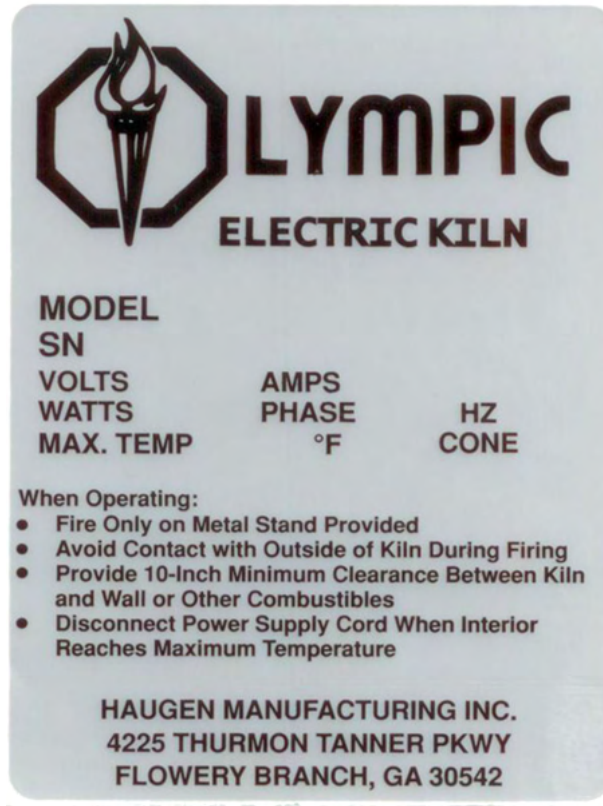 OLYMPIC
ELECTRIC KILN
MODEL
SN
VOLTS AMPS
WATTS PHASE HZ
MAX. TEMP °F CONE
When Operating:
• Fire Only on Metal Stand Provided
• Avoid Contact with Outside of Kiln During Firing
• Provide 10-Inch Minimum Clearance Between Kiln
and Wall or Other Combustibles
• Disconnect Power Supply Cord When Interior
Reaches Maximum Temperature
HAUGEN MANUFACTURING INC.
4225 THURMON TANNER PKWY
FLOWERY BRANCH, GA 30542